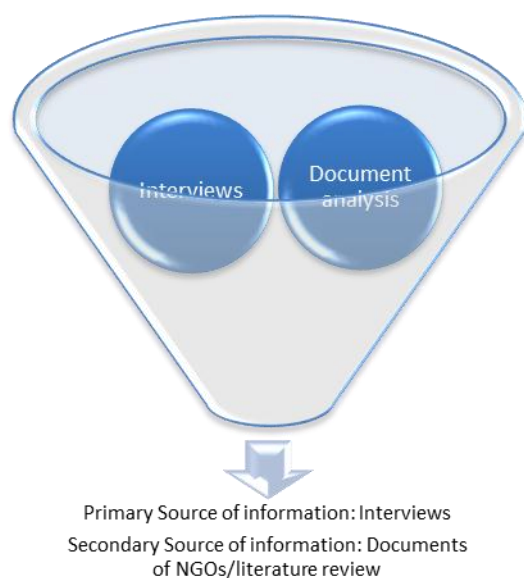 Interviews
Document
analysis
Primary Source of information: Interviews
Secondary Source of information: Documents
of NGOs/literature review